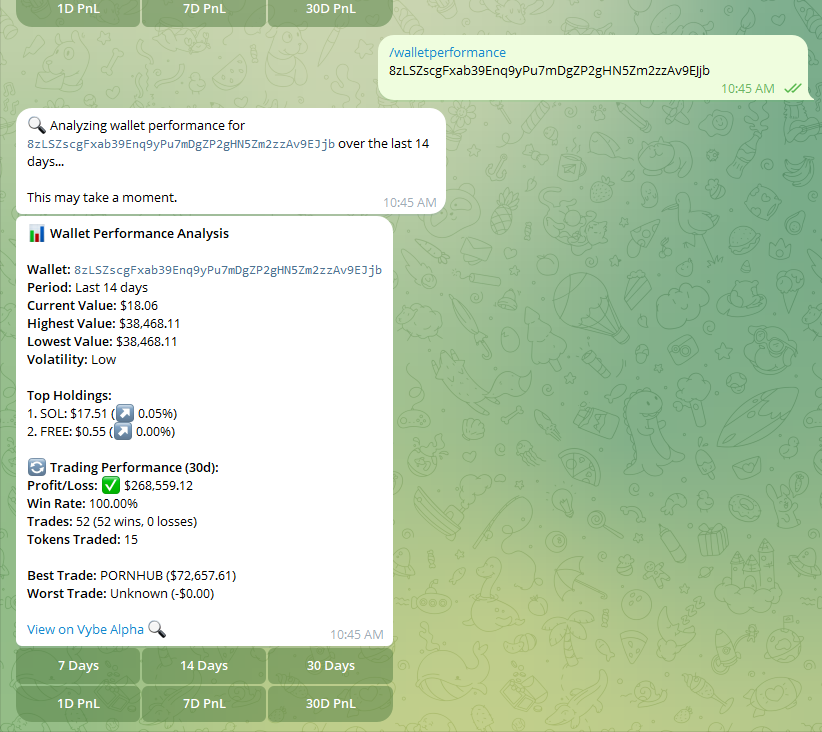 1D PnL 7D PnL 30D PnL
/walletperformance
8zLSZscgFxab39Enq9yPu7mDgZP2gHN5Zm2zzAv9EJjb
10:45 AM
Analyzing wallet performance for
8zLSZscgFxab39Enq9yPu7mDgZP2gHN5Zm2zzAv9EJjb over the last 14
days...
This may take a moment.
10:45 AM
Wallet Performance Analysis
Wallet: 8zLSZscgFxab39Enq9yPu7mDgZP2gHN5Zm2zzAv9EJjb
Period: Last 14 days
Current Value: $18.06
Highest Value: $38,468.11
Lowest Value: $38,468.11
Volatility: Low
Top Holdings:
1. SOL: $17.51 (↗️ 0.05%)
2. FREE: $0.55 (↗️ 0.00%)
Trading Performance (30d):
Profit/Loss: ✅ $268,559.12
Win Rate: 100.00%
Trades: 52 (52 wins, 0 losses)
Tokens Traded: 15
Best Trade: PORNHUB ($72,657.61)
Worst Trade: Unknown (-$0.00)
View on Vybe Alpha
10:45 AM
7 Days 14 Days 30 Days
1D PnL 7D PnL 30D PnL